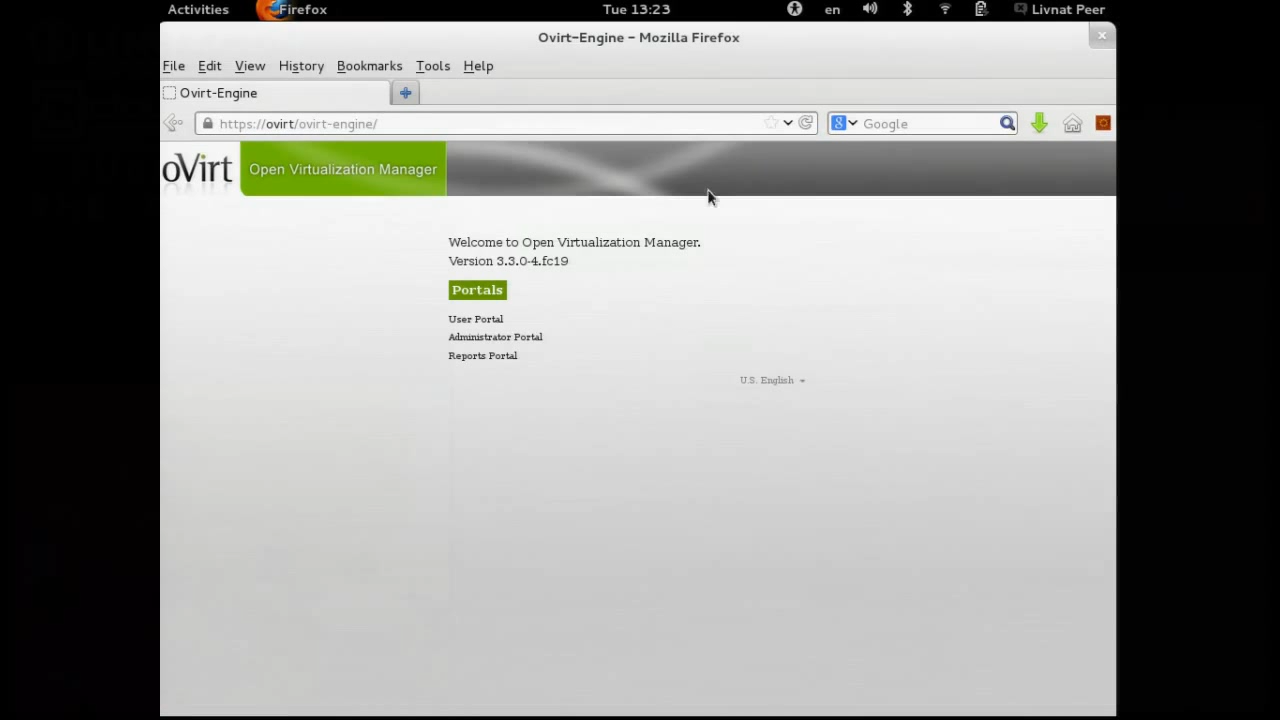 Activities Firefox Tue 13:23 en Livnat Peer
Ovirt-Engine - Mozilla Firefox
File Edit View History Bookmarks Tools Help
Ovirt-Engine
https://ovirt/ovirt-engine/ 8 Google
oVirt Open Virtualization Manager
Welcome to Open Virtualization Manager.
Version 3.3.0-4.fc19
Portals
User Portal
Administrator Portal
Reports Portal
U.S. English